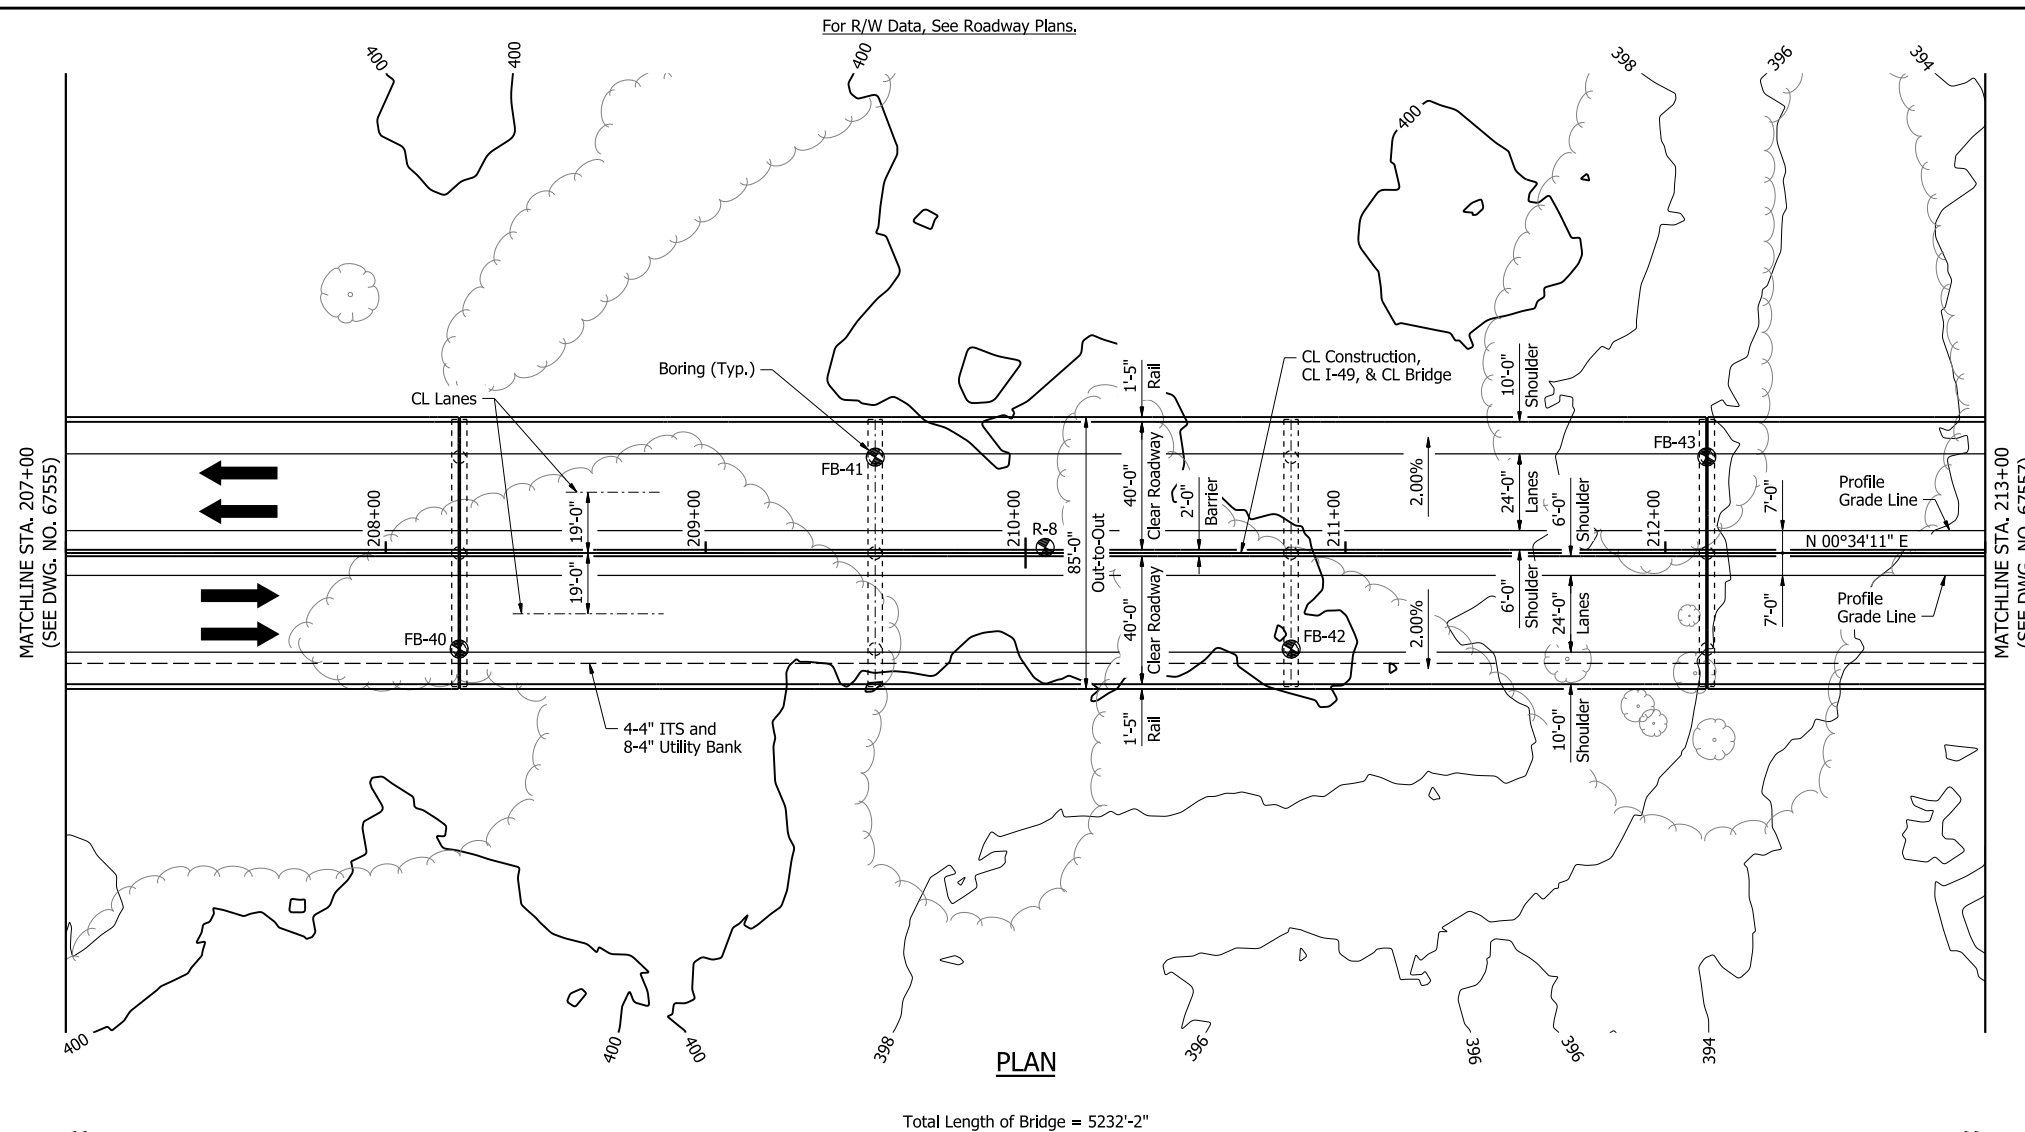 For R/W Data, See Roadway Plans.
400
400
400
400
398
396
394
Boring (Typ.)
CL Lanes
1'-5"
Rail
CL Construction,
CL I-49, & CL Bridge
10'-0"
Shoulder
FB-41
FB-43
MATCHLINE STA. 207+00
(SEE DWG. NO. 67555)
208+00
19'-0"
19'-0"
209+00
210+00
R-8
85'-0"
Out-to-Out
40'-0"
Clear Roadway
2'-0"
Barrier
211+00
2.00%
24'-0"
Lanes
6'-0"
Shoulder
212+00
7'-0"
Profile
Grade Line
N 00°34'11" E
MATCHLINE STA. 213+00
(SEE DWG. NO. 67557)
FB-40
40'-0"
Clear Roadway
FB-42
2.00%
6'-0"
Shoulder
24'-0"
Lanes
7'-0"
Profile
Grade Line
4-4" ITS and
8-4" Utility Bank
1'-5"
Rail
10'-0"
Shoulder
400
400
400
398
396
396
396
394
PLAN
Total Length of Bridge = 5232'-2"